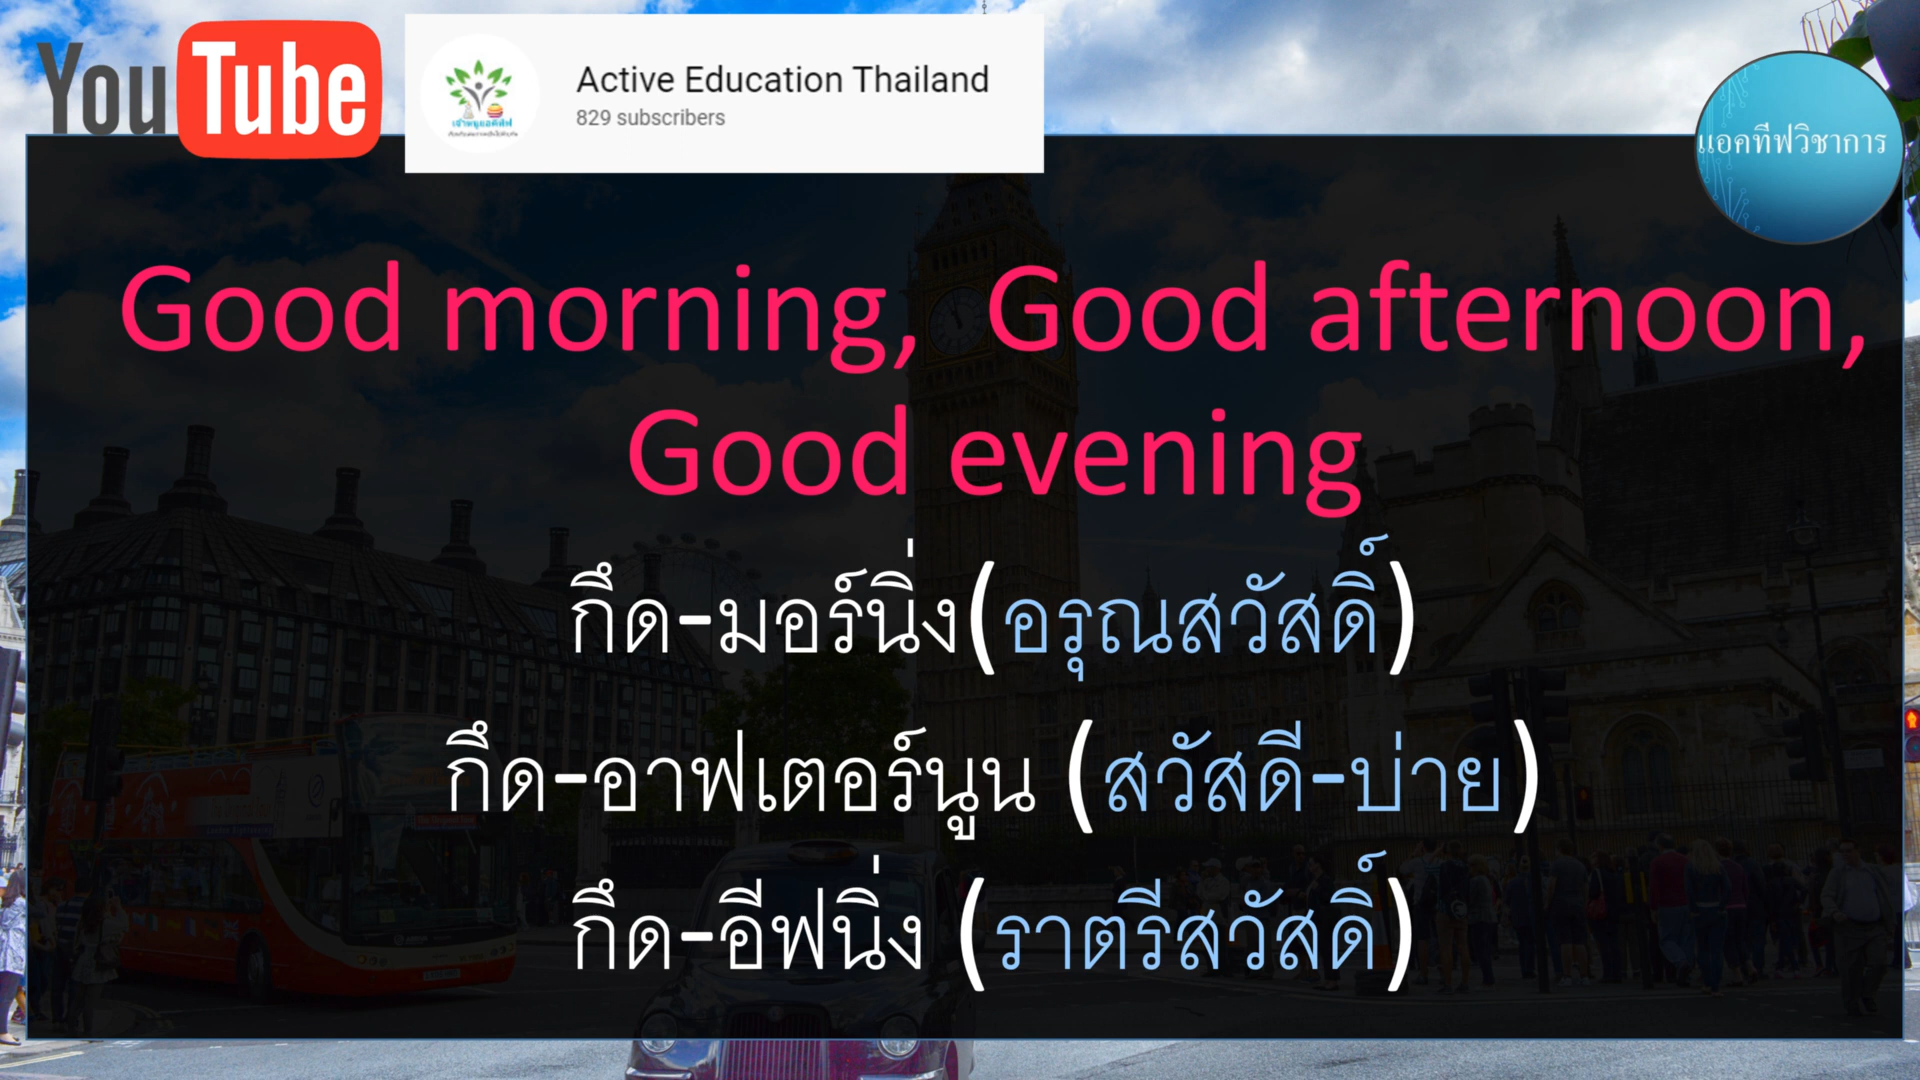 YouTube
Active Education Thailand
829 subscribers
แอคทีฟวิชาการ
Good morning, Good afternoon,
Good evening
กึด-มอร์นิ่ง(อรุณสวัสดิ์)
กึด-อาฟเตอร์นูน (สวัสดี-บ่าย)
กึด-อีฟนิ่ง (ราตรีสวัสดิ์)